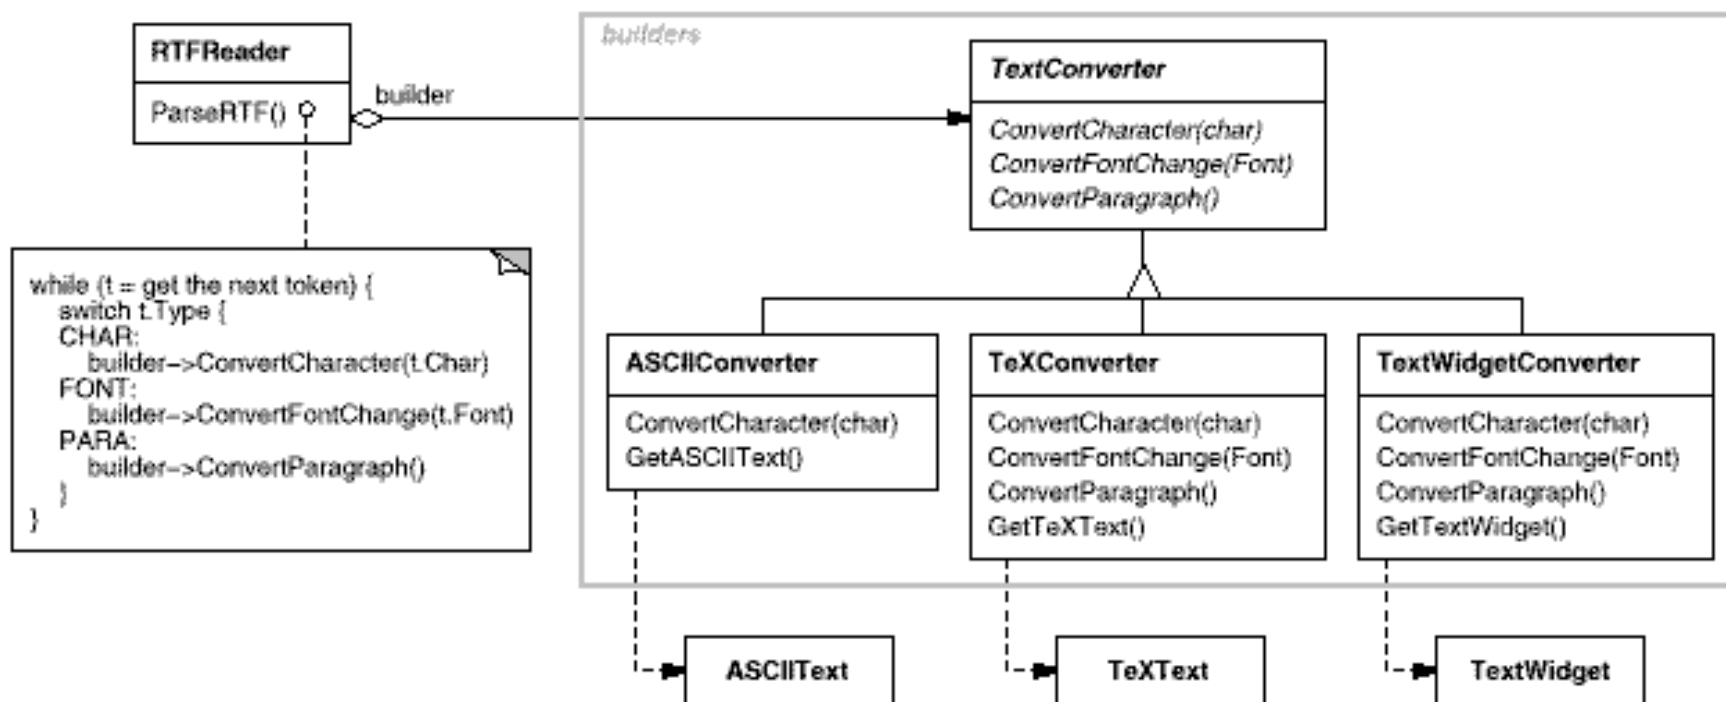 RTFReader
ParseRTF()
builder
while (t = get the next token) {
switch t.Type {
CHAR:
builder->ConvertCharacter(t.Char)
FONT:
builder->ConvertFontChange(t.Font)
PARA:
builder->ConvertParagraph()
}
}
builders
TextConverter
ConvertCharacter(char)
ConvertFontChange(Font)
ConvertParagraph()
ASCIIConverter
ConvertCharacter(char)
GetASCIIText()
TeXConverter
ConvertCharacter(char)
ConvertFontChange(Font)
ConvertParagraph()
GetTeXText()
TextWidgetConverter
ConvertCharacter(char)
ConvertFontChange(Font)
ConvertParagraph()
GetTextWidget()
ASCIIText
TeXText
TextWidget